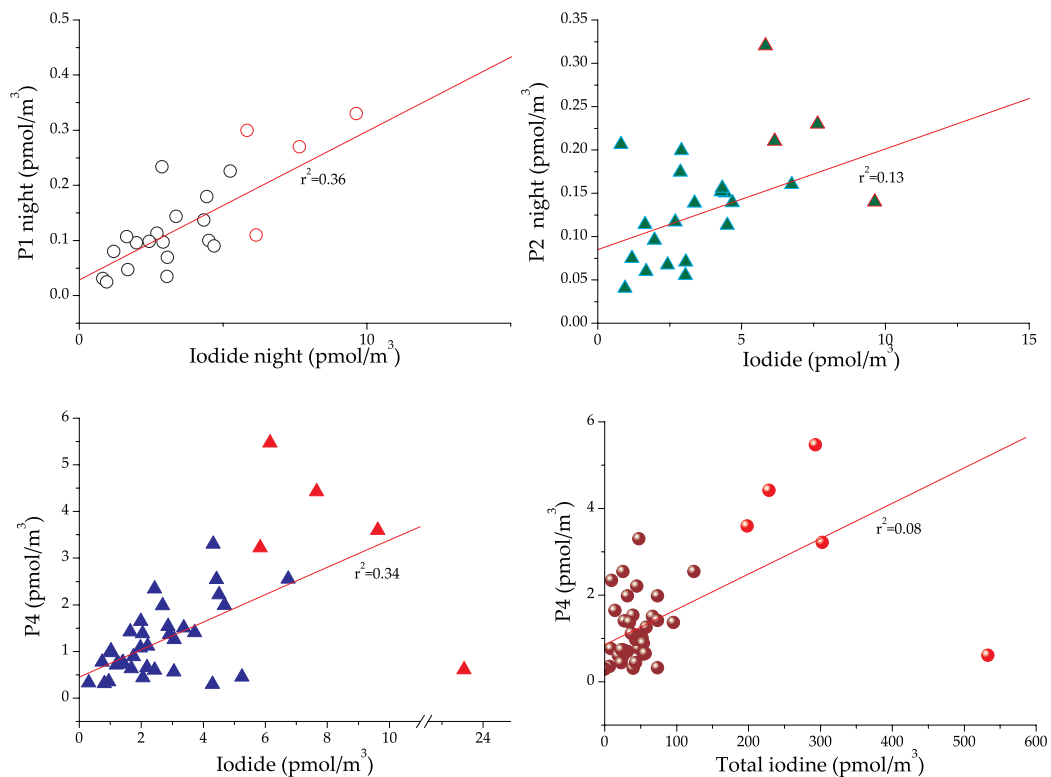 0.5
0.4
0.3
0.2
0.1
0.0
P1 night (pmol/m³)
r²=0.36
0
10
Iodide night (pmol/m³)
0.35
0.30
0.25
0.20
0.15
0.10
0.05
0.00
P2 night (pmol/m³)
r²=0.13
0 5 10 15
Iodide (pmol/m³)
6
5
4
3
2
1
0
P4 (pmol/m³)
r²=0.34
0 2 4 6 8 10 // 24
Iodide (pmol/m³)
6
4
2
0
P4 (pmol/m³)
r²=0.08
0 100 200 300 400 500 600
Total iodine (pmol/m³)